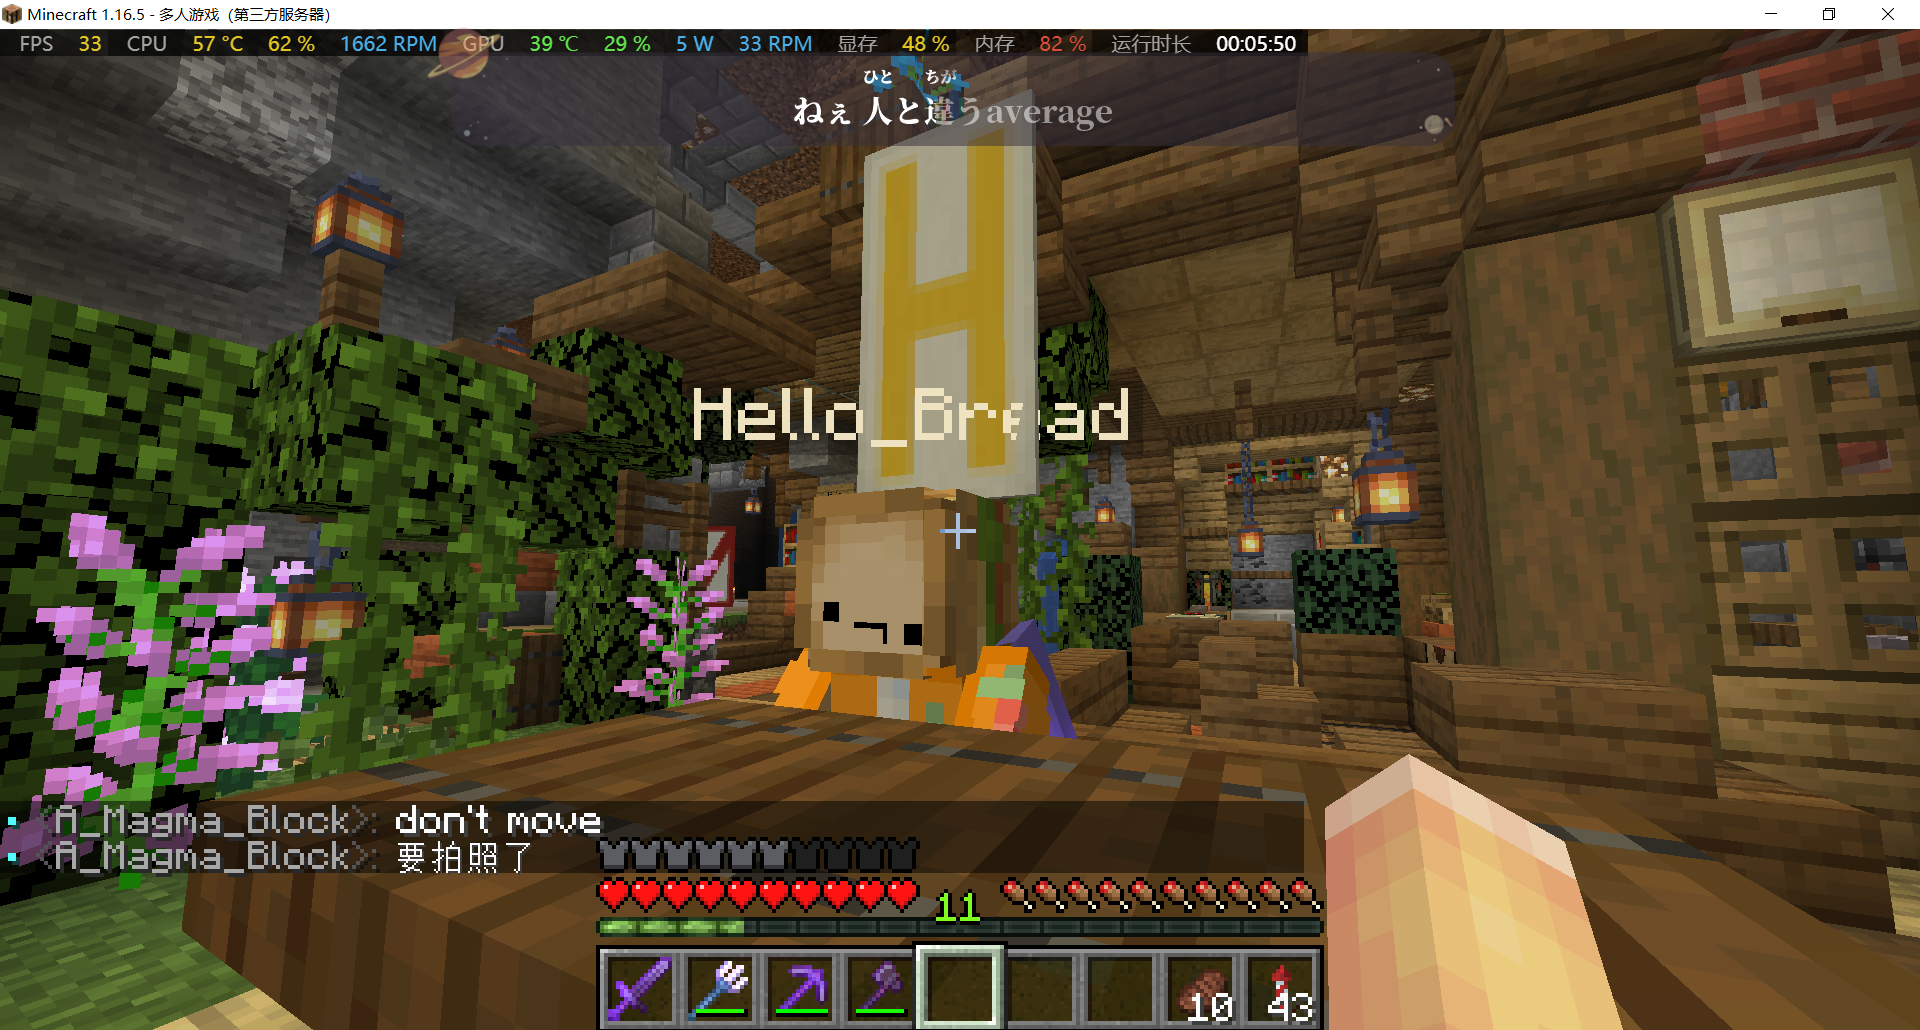 Minecraft 1.16.5 - 多人游戏（第三方服务器）
FPS 33 CPU 57 °C 62 % 1662 RPM GPU 39 °C 29 % 5 W 33 RPM 显存 48 % 内存 82 % 运行时长 00:05:50
ひと ちが
ねぇ 人と違うaverage
H
Hello_Bread
<A_Magma_Block>: don't move
<A_Magma_Block>: 要拍照了
11
10 43